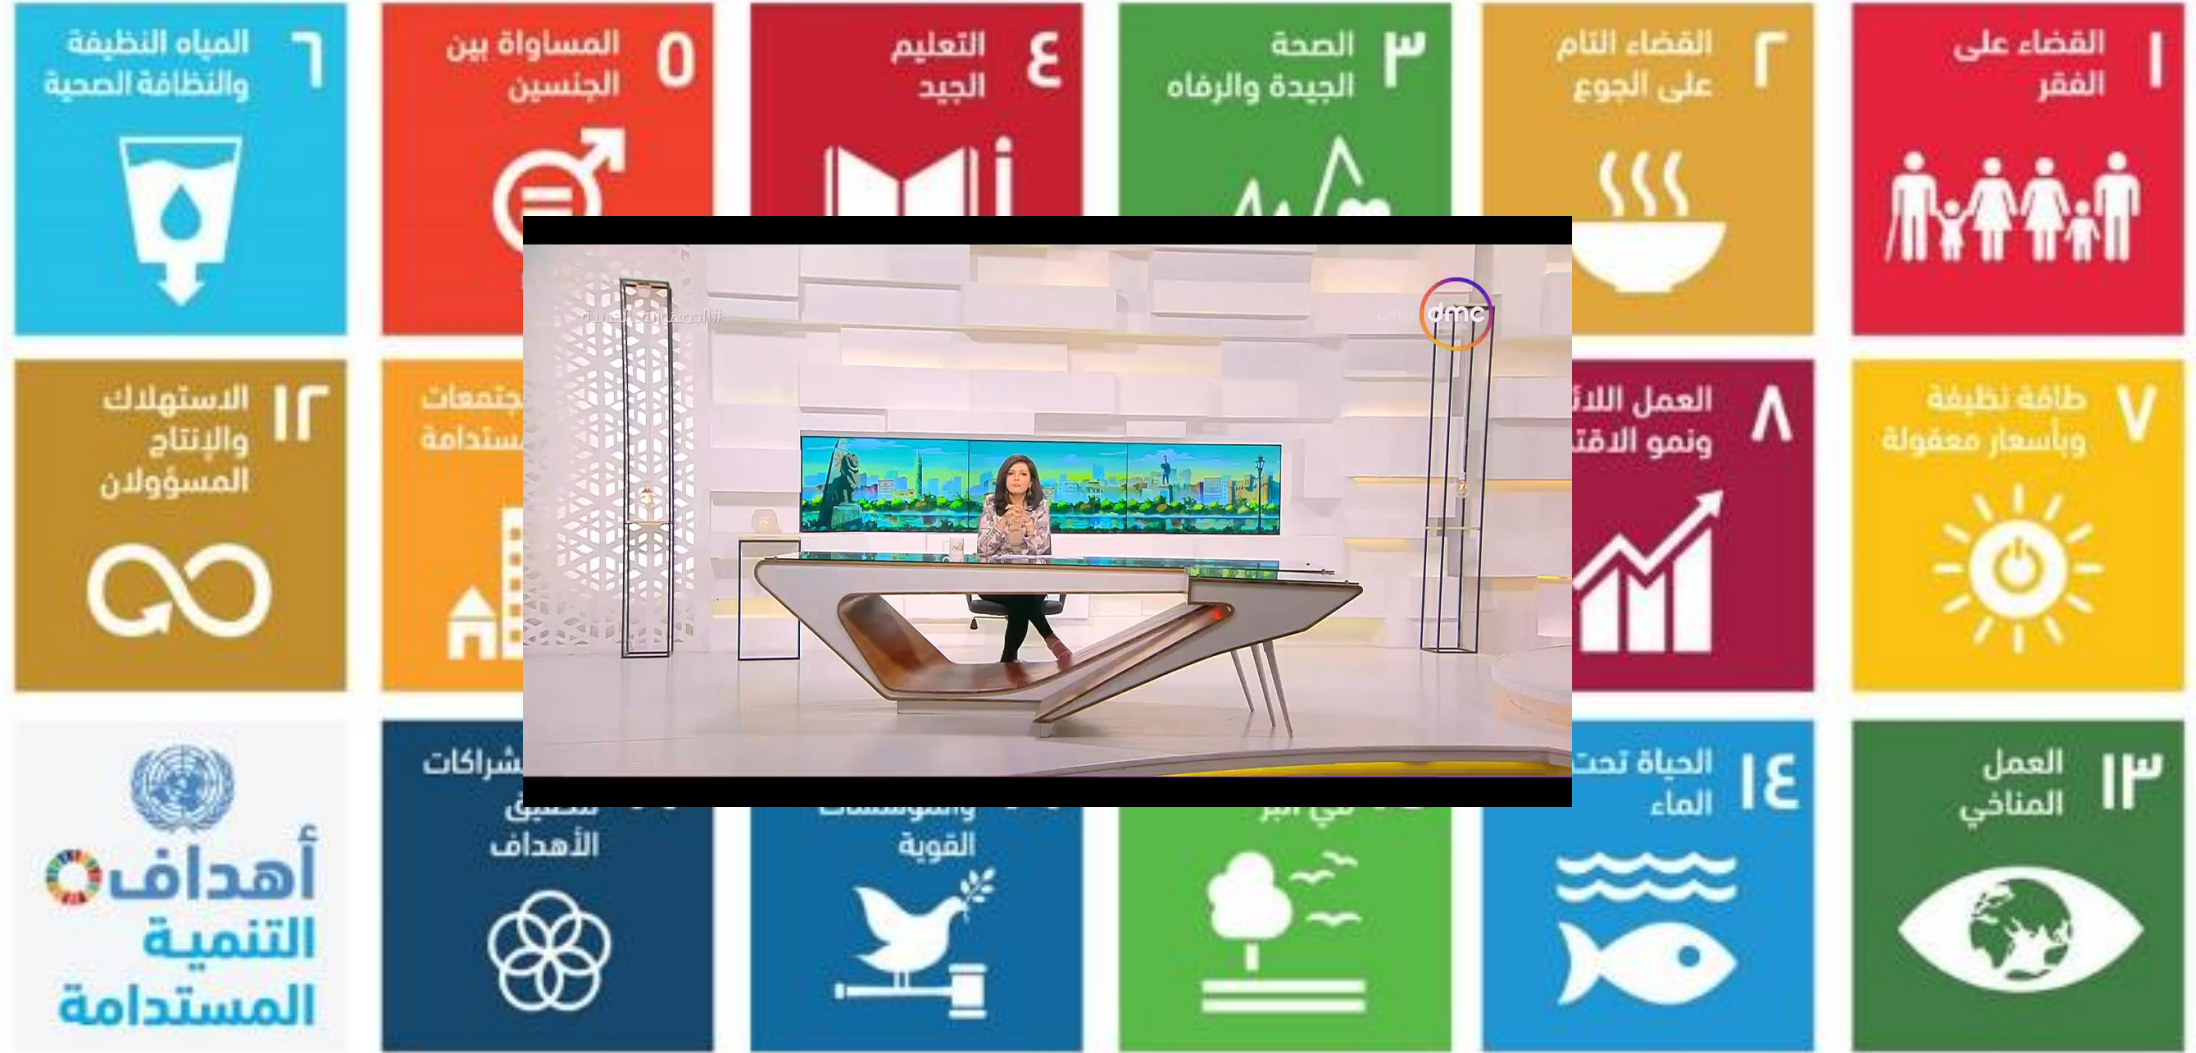 ١
القضاء على
الفقر
٢
القضاء التام
على الجوع
٣
الصحة
الجيدة والرفاه
٤
التعليم
الجيد
٥
المساواة بين
الجنسين
٦
المياه النظيفة
والنظافة الصحية
dmc
٧
طاقة نظيفة
وبأسعار معقولة
٨
العمل
ونمو
١٢
الاستهلاك
والإنتاج
المسؤولان
١٣
العمل
المناخي
١٤
الحياة تحت
الماء
في البر
القوية
الأهداف
أهداف
التنمية
المستدامة